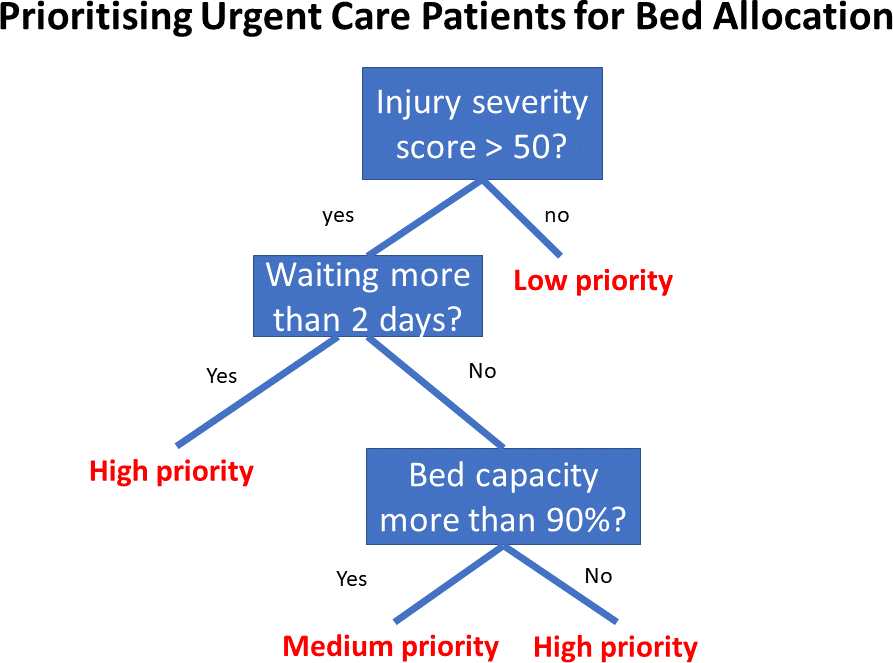 Prioritising Urgent Care Patients for Bed Allocation
Injury severity
score > 50?
yes
no
Waiting more
than 2 days?
Low priority
Yes
No
High priority
Bed capacity
more than 90%?
Yes
No
Medium priority
High priority